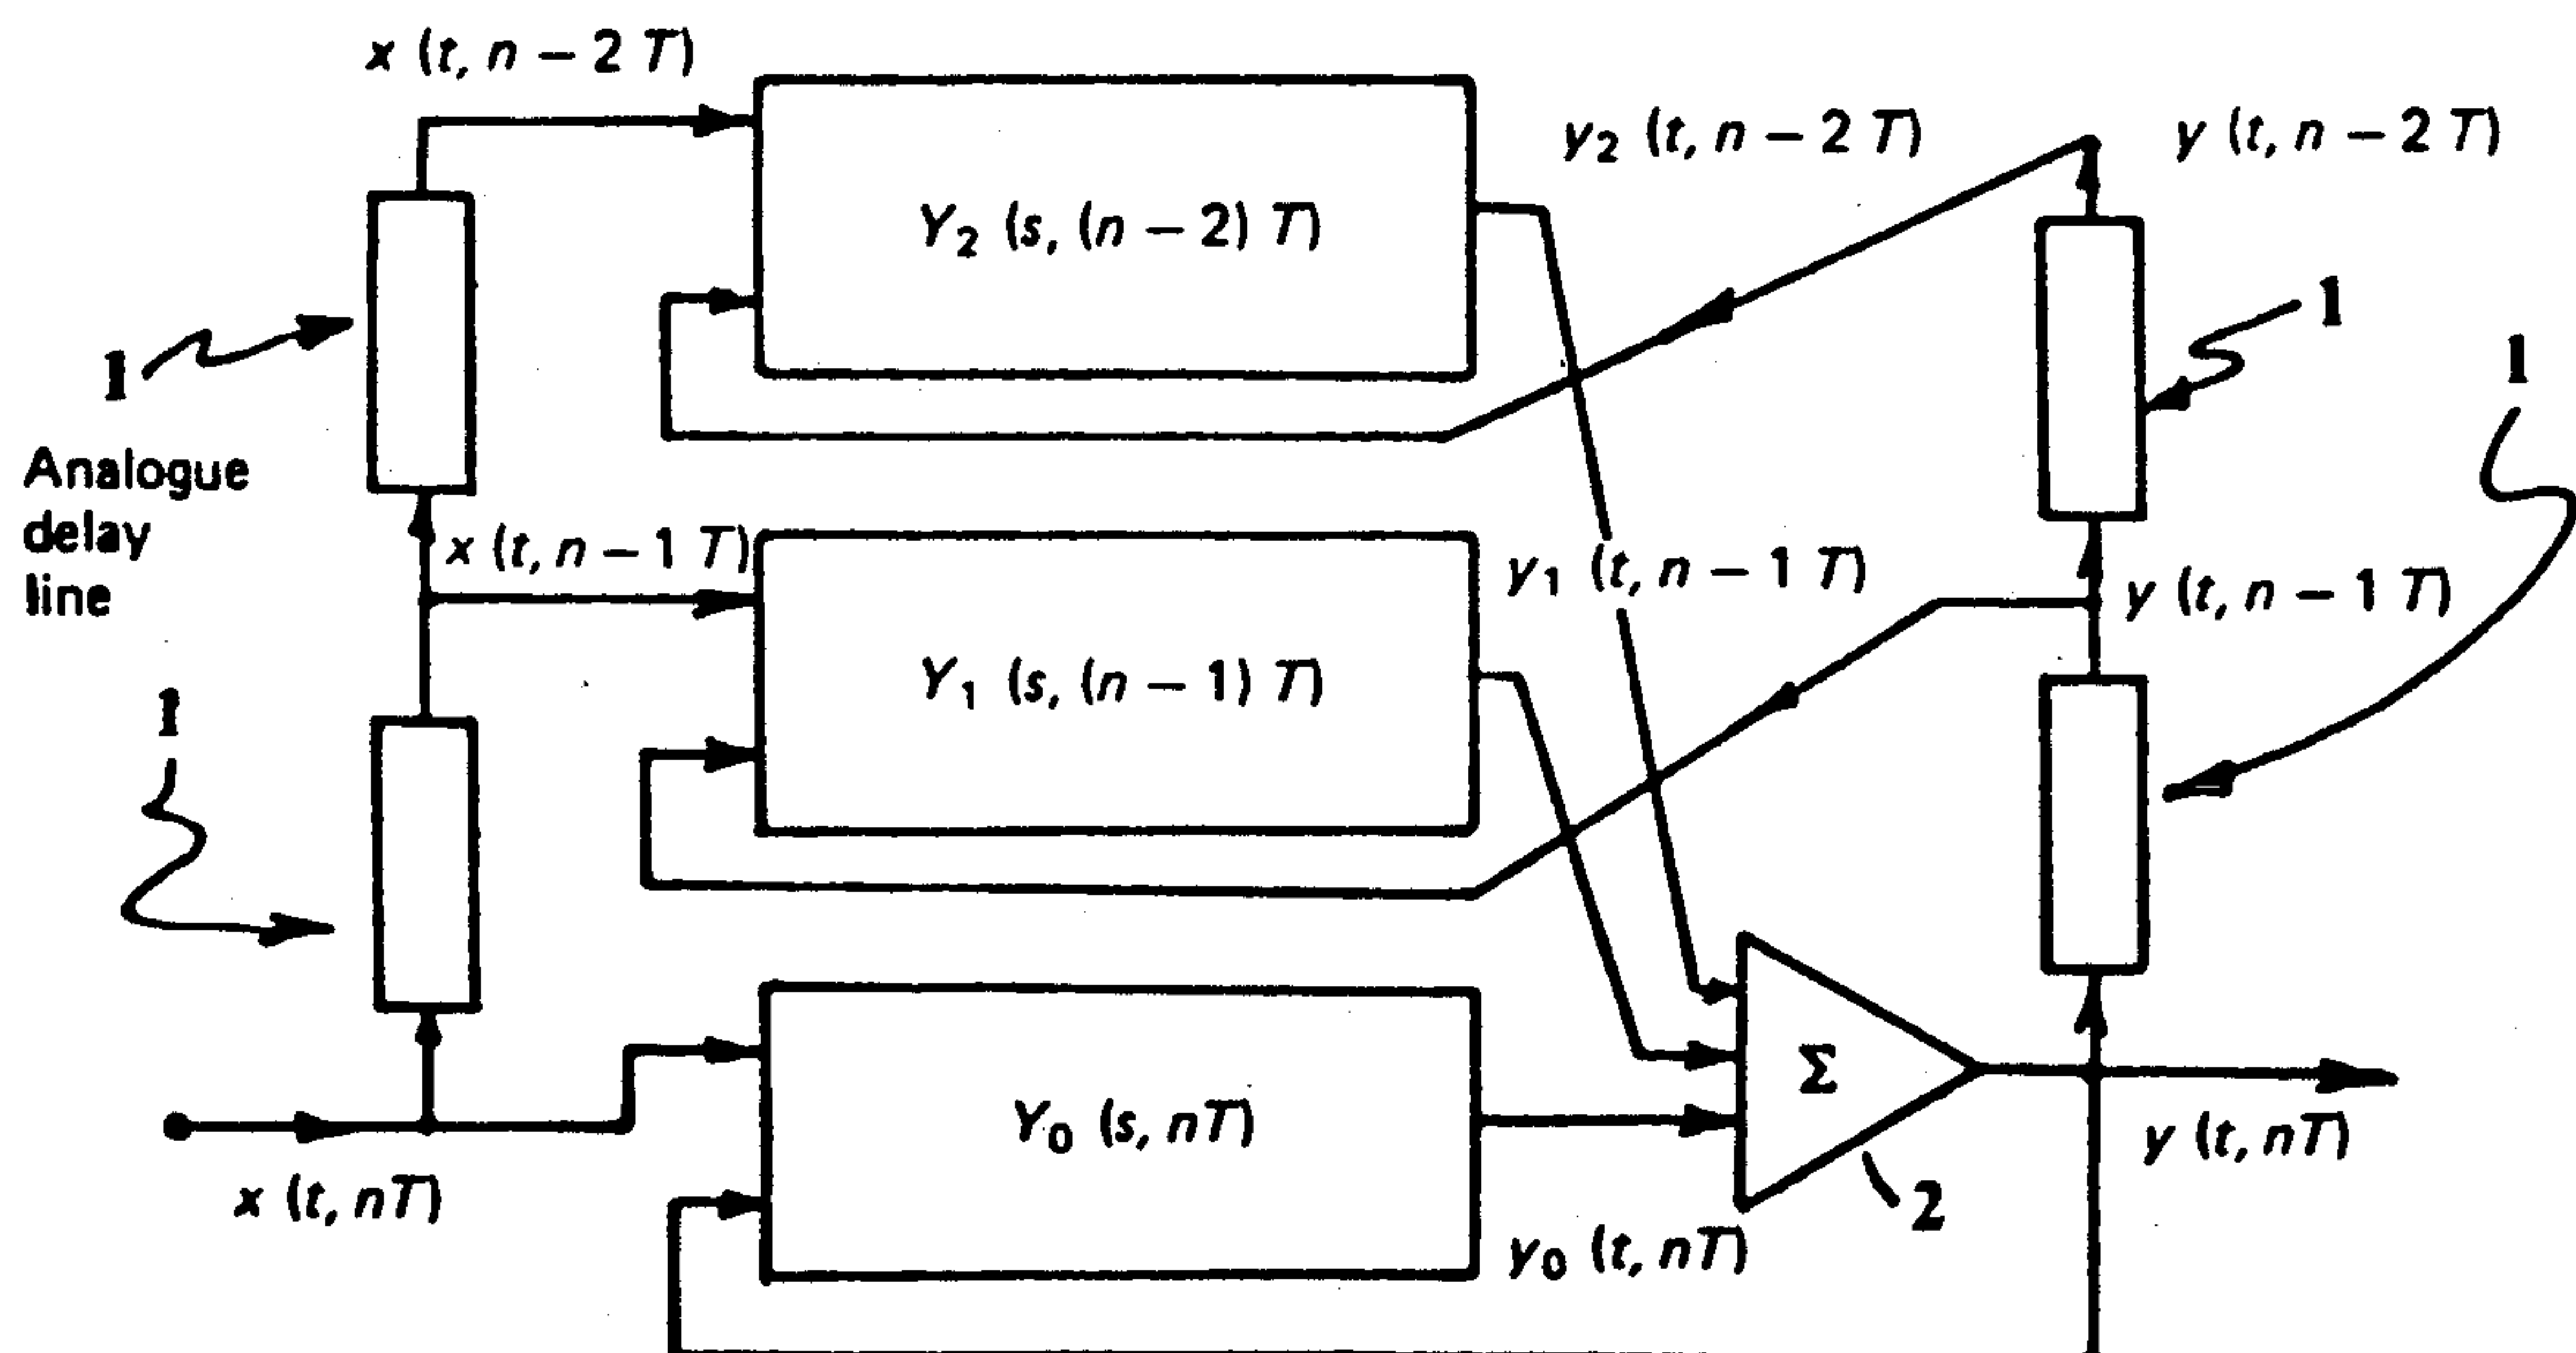 x (t, n − 2 T)
y₂ (t, n − 2 T)
y (t, n − 2 T)
Y₂ (s, (n − 2) T)
1
1
1
Analogue
delay
line
x (t, n − 1 T)
y₁ (t, n − 1 T)
y (t, n − 1 T)
Y₁ (s, (n − 1) T)
1
Σ
Y₀ (s, nT)
y (t, nT)
x (t, nT)
2
y₀ (t, nT)